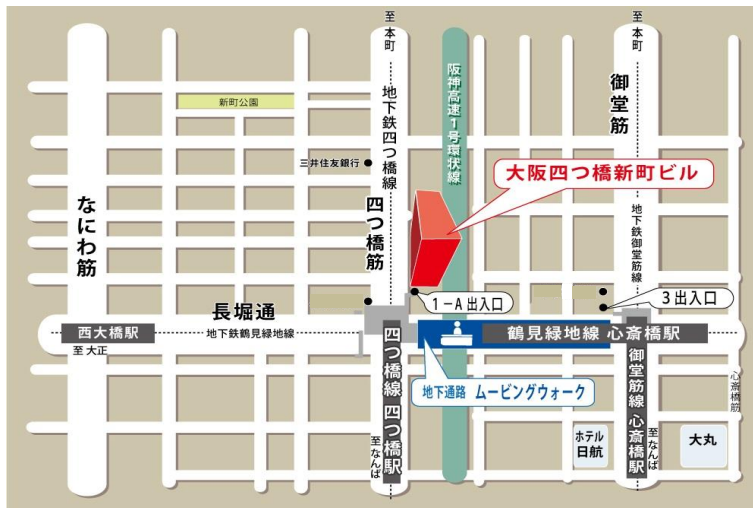 至本町
至本町
新町公園
地下鉄四つ橋線
阪神高速1号環状線
御堂筋
三井住友銀行
大阪四つ橋新町ビル
なにわ筋
四つ橋筋
地下鉄御堂筋線
長堀通
1－A 出入口
3 出入口
西大橋駅
地下鉄鶴見緑地線
鶴見緑地線 心斎橋駅
至 大正
四つ橋線 四つ橋駅
地下通路 ムービングウォーク
御堂筋線 心斎橋駅
心斎橋筋
至なんば
ホテル
日航
至なんば
大丸